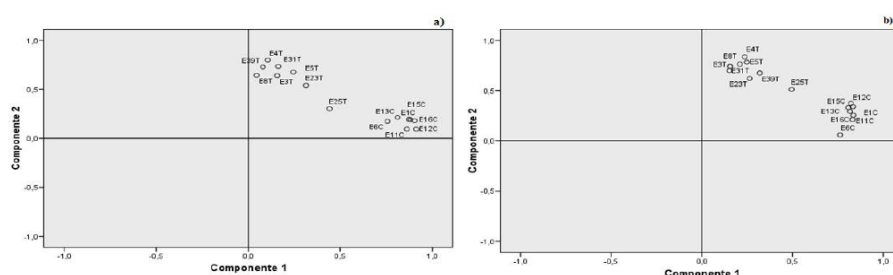 a)
1,0
E4T
E39T
E31T
E5T
E8T
E3T
E23T
0,5
E25T
E15C
E13C
E1C
E16C
E6C
E11C
E12C
0,0
-0,5
-1,0
-1,0
-0,5
0,0
0,5
1,0
Componente 1
Componente 2
b)
1,0
E4T
E8T
E3T
E5T
E31T
E39T
E23T
0,5
E25T
E12C
E15C
E13C
E1C
E16C
E11C
E6C
0,0
-0,5
-1,0
-1,0
-0,5
0,0
0,5
1,0
Componente 1
Componente 2